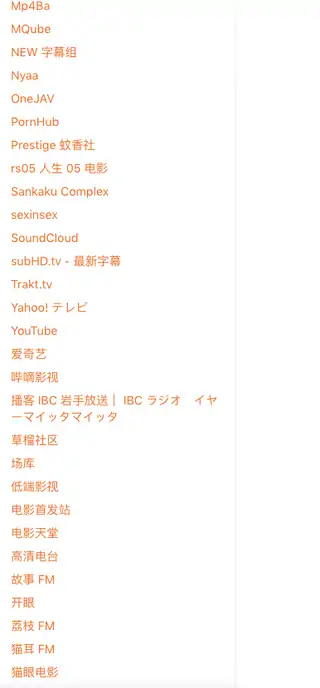 Mp4Ba
MQube
NEW 字幕组
Nyaa
OneJAV
PornHub
Prestige 蚊香社
rs05 人生 05 电影
Sankaku Complex
sexinsex
SoundCloud
subHD.tv - 最新字幕
Trakt.tv
Yahoo! テレビ
YouTube
爱奇艺
哔嘀影视
播客 IBC 岩手放送｜ IBC ラジオ　イヤ
ーマイッタマイッタ
草榴社区
场库
低端影视
电影首发站
电影天堂
高清电台
故事 FM
开眼
荔枝 FM
猫耳 FM
猫眼电影